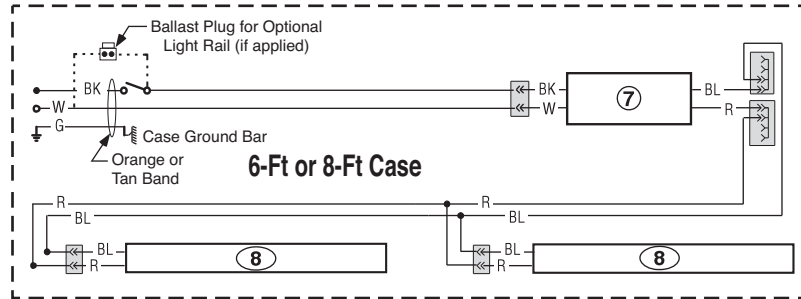 Ballast Plug for Optional
Light Rail (if applied)
BK
BK
BL
W
W
7
R
G
Case Ground Bar
Orange or
Tan Band
6-Ft or 8-Ft Case
R
R
BL
BL
BL
8
BL
8
R
R